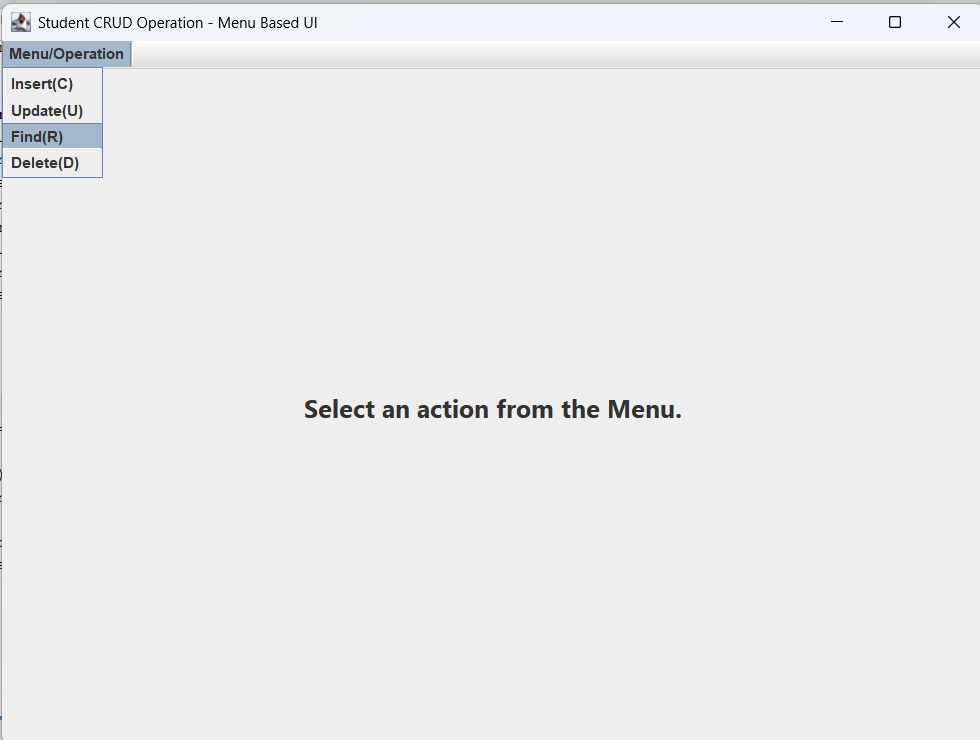 Student CRUD Operation - Menu Based UI
Menu/Operation
Insert(C)
Update(U)
Find(R)
Delete(D)
Select an action from the Menu.